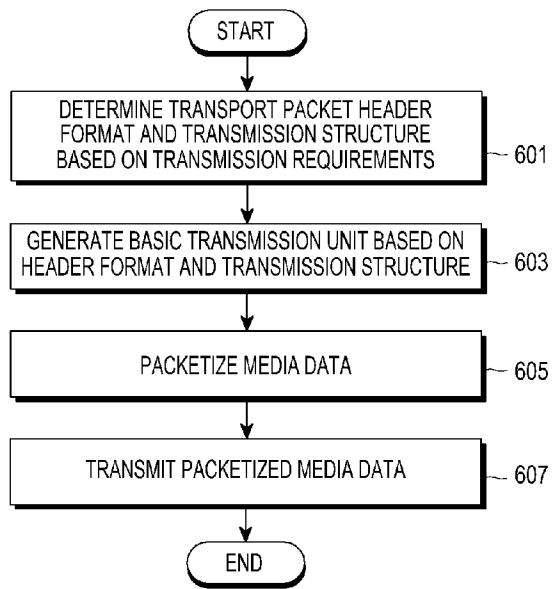 START
DETERMINE TRANSPORT PACKET HEADER
FORMAT AND TRANSMISSION STRUCTURE
BASED ON TRANSMISSION REQUIREMENTS
601
GENERATE BASIC TRANSMISSION UNIT BASED ON
HEADER FORMAT AND TRANSMISSION STRUCTURE
603
PACKETIZE MEDIA DATA
605
TRANSMIT PACKETIZED MEDIA DATA
607
END